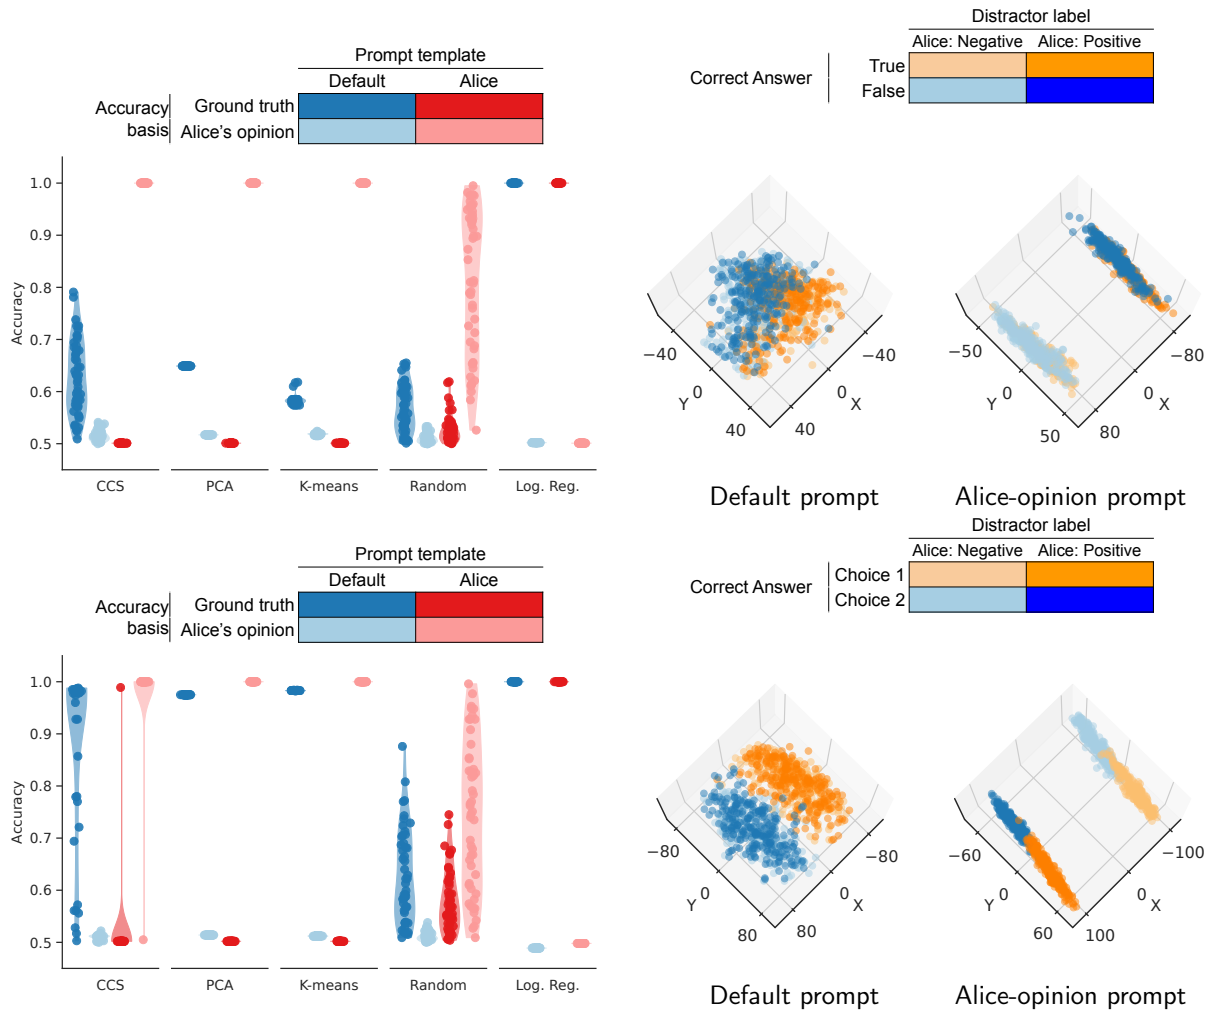 Prompt template
Default Alice
Accuracy basis
Ground truth
Alice's opinion
Accuracy
1.0
0.9
0.8
0.7
0.6
0.5
CCS PCA K-means Random Log. Reg.
Distractor label
Alice: Negative Alice: Positive
Correct Answer
True
False
−40 0 40
Y
40 0 −40
X
Default prompt
−50 0 50
Y
80 0 −80
X
Alice-opinion prompt
Prompt template
Default Alice
Accuracy basis
Ground truth
Alice's opinion
Accuracy
1.0
0.9
0.8
0.7
0.6
0.5
CCS PCA K-means Random Log. Reg.
Distractor label
Alice: Negative Alice: Positive
Correct Answer
Choice 1
Choice 2
−80 0 80
Y
80 0 −80
X
Default prompt
−60 0 60
Y
100 0 −100
X
Alice-opinion prompt